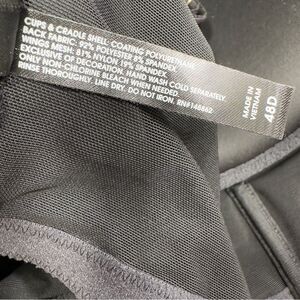 CUPS & CRADLE SHELL: COATING POLYURETHANE
BACK FABRIC: 92% POLYESTER 8% SPANDEX
WINGS MESH: 81% NYLON 19% SPANDEX
EXCLUSIVE OF DECORATION. HAND WASH COLD SEPARATELY.
ONLY NON-CHLORINE BLEACH WHEN NEEDED.
RINSE THOROUGHLY. LINE DRY. DO NOT IRON. RN#148862
MADE IN
VIETNAM
48D